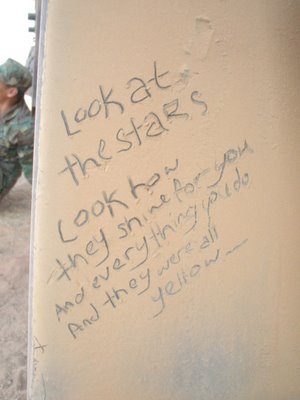 Look at
the stars
Look how
they shine for you
And everything you do
And they were all
yellow